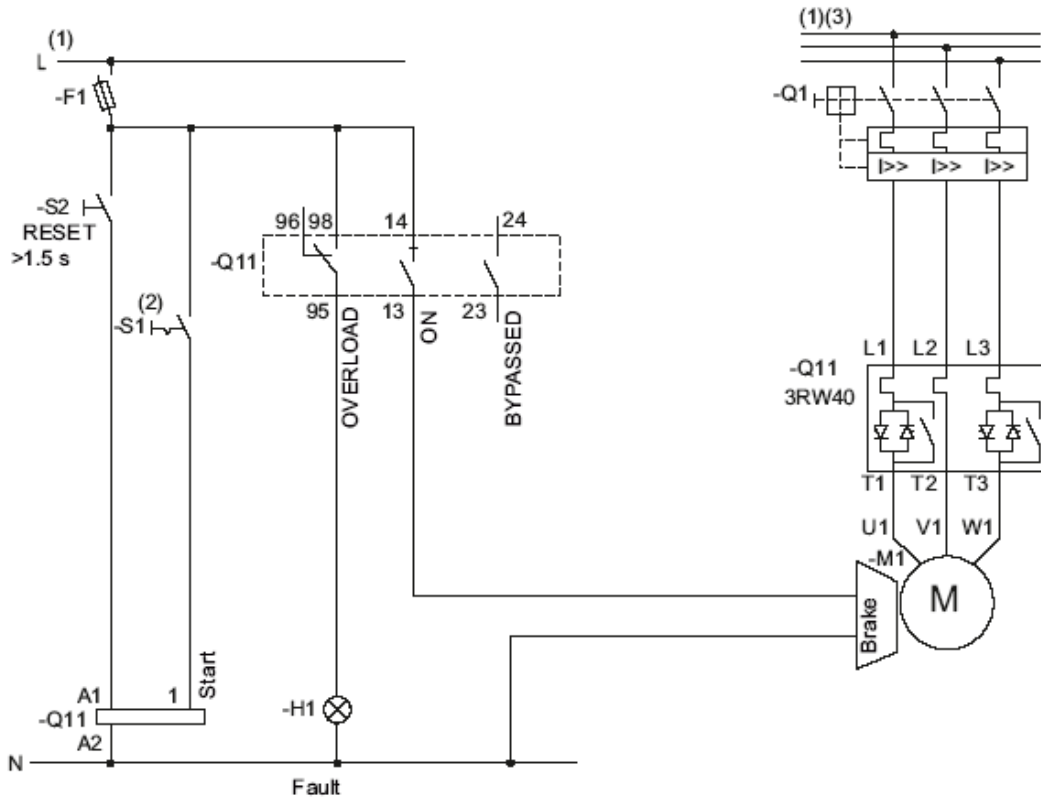 (1)
L
-F1
-S2
RESET
>1.5 s
(2)
-S1
96 98 14 24
-Q11
95 13 23
OVERLOAD
ON
BYPASSED
A1 1
Start
-Q11
A2
-H1
N
Fault
(1)(3)
-Q1
I>> I>> I>>
L1 L2 L3
-Q11
3RW40
T1 T2 T3
U1 V1 W1
-M1
M
Brake